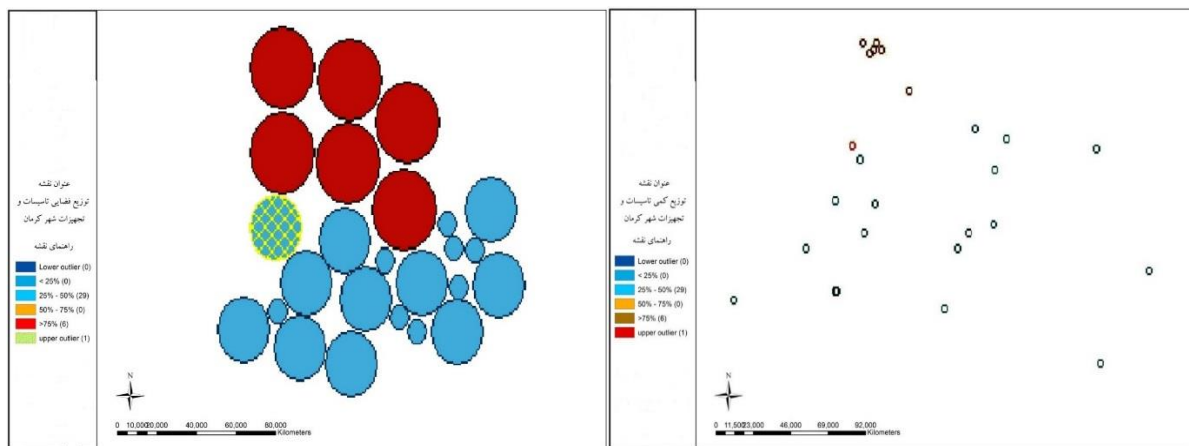 عنوان نقشه
توزیع فضایی تاسیسات و
تجهیزات شهر کرمان
راهنمای نقشه
Lower outlier (0)
< 25% (0)
25% - 50% (29)
50% - 75% (0)
>75% (6)
upper outlier (1)
N
0 10,000 20,000 40,000 60,000 80,000
Kilometers
عنوان نقشه
توزیع کمی تاسیسات و
تجهیزات شهر کرمان
راهنمای نقشه
Lower outlier (0)
< 25% (0)
25% - 50% (29)
50% - 75% (0)
>75% (6)
upper outlier (1)
N
0 11,500 23,000 46,000 69,000 92,000
Kilometers